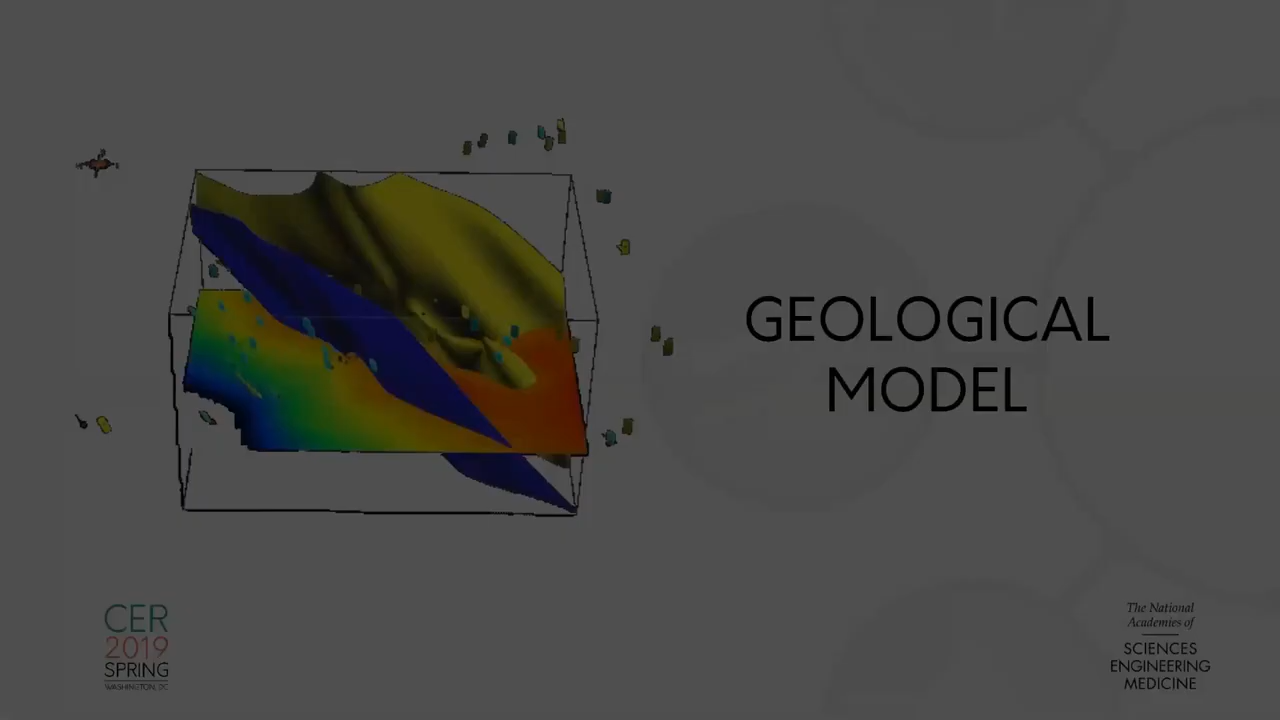 GEOLOGICAL
MODEL
CER
2019
SPRING
WASHINGTON, DC
The National
Academies of
SCIENCES
ENGINEERING
MEDICINE